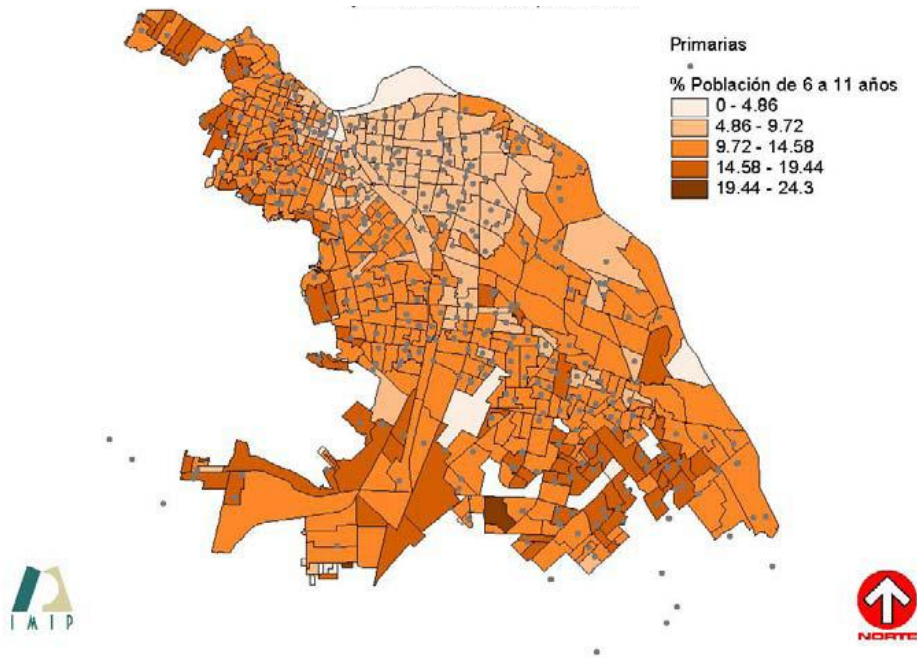 Primarias
% Población de 6 a 11 años
0 - 4.86
4.86 - 9.72
9.72 - 14.58
14.58 - 19.44
19.44 - 24.3
IMIP
NORTE